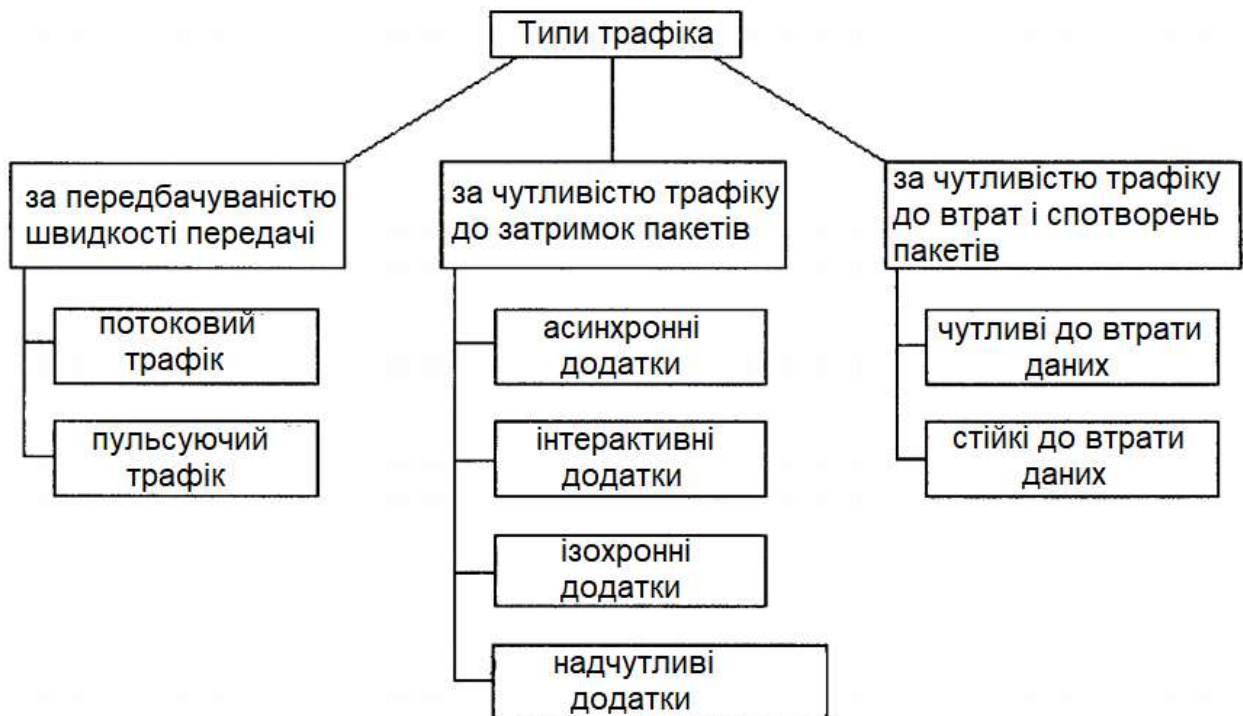 Типи трафіка
за передбачуваністю
швидкості передачі
потоковий
трафік
пульсуючий
трафік
за чутливістю трафіку
до затримок пакетів
асинхронні
додатки
інтерактивні
додатки
ізохронні
додатки
надчутливі
додатки
за чутливістю трафіку
до втрат і спотворень
пакетів
чутливі до втрати
даних
стійкі до втрати
даних